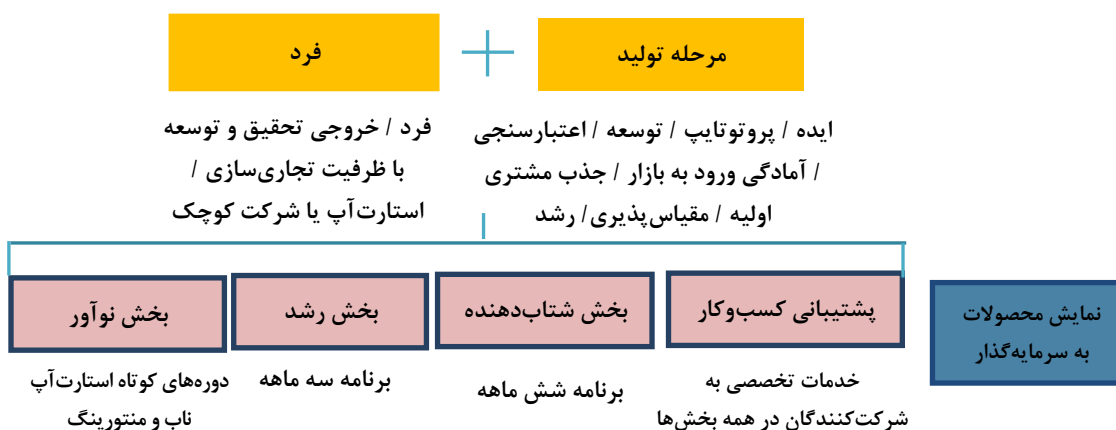 مرحله تولید
+
فرد
ایده / پروتوتایپ / توسعه / اعتبارسنجی
/ آمادگی ورود به بازار / جذب مشتری
اولیه / مقیاس‌پذیری/ رشد
فرد / خروجی تحقیق و توسعه
با ظرفیت تجاری‌سازی /
استارت‌آپ یا شرکت کوچک
نمایش محصولات
به سرمایه‌گذار
پشتیبانی کسب‌وکار
خدمات تخصصی به
شرکت‌کنندگان در همه بخش‌ها
بخش شتاب‌دهنده
برنامه شش ماهه
بخش رشد
برنامه سه ماهه
بخش نوآور
دوره‌های کوتاه استارت‌آپ
ناب و منتورینگ